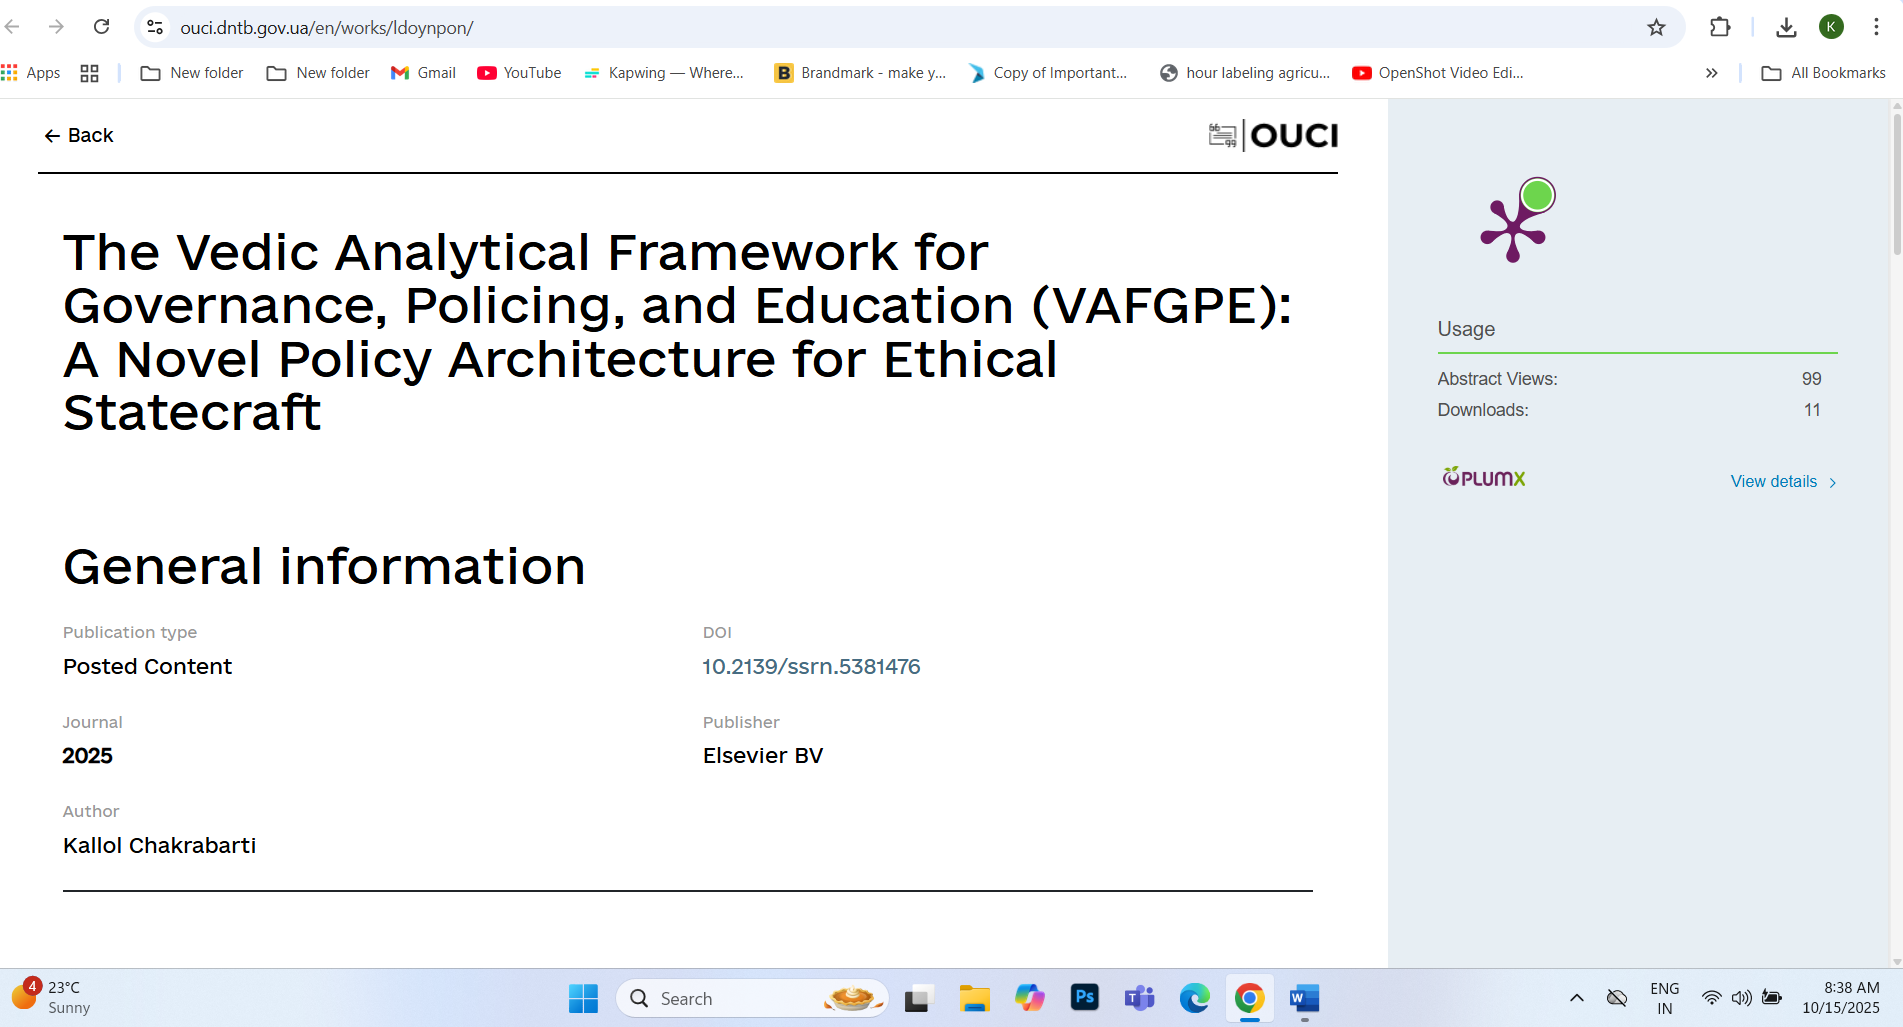 ouci.dntb.gov.ua/en/works/ldoynpon/
K
Apps
New folder
New folder
Gmail
YouTube
Kapwing — Where...
B
Brandmark - make y...
Copy of Important...
hour labeling agricu...
OpenShot Video Edi...
»
All Bookmarks
← Back
OUCI
The Vedic Analytical Framework for
Governance, Policing, and Education (VAFGPE):
A Novel Policy Architecture for Ethical
Statecraft
General information
Publication type
DOI
Posted Content
10.2139/ssrn.5381476
Journal
Publisher
2025
Elsevier BV
Author
Kallol Chakrabarti
Usage
Abstract Views: 99
Downloads: 11
PLUMX
View details
4
23°C
Sunny
Search
Ps
T
W
ENG
IN
8:38 AM
10/15/2025